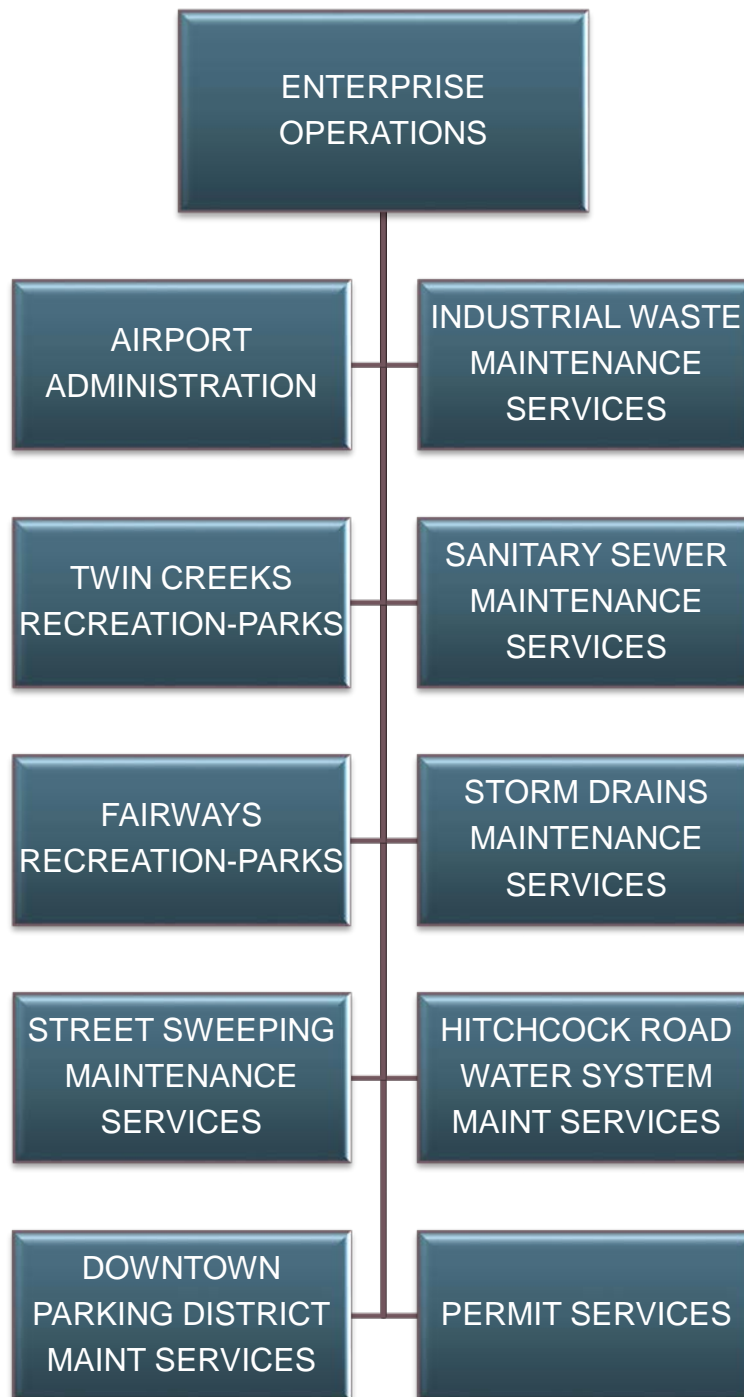 ENTERPRISE
OPERATIONS
AIRPORT
ADMINISTRATION
INDUSTRIAL WASTE
MAINTENANCE
SERVICES
TWIN CREEKS
RECREATION-PARKS
SANITARY SEWER
MAINTENANCE
SERVICES
FAIRWAYS
RECREATION-PARKS
STORM DRAINS
MAINTENANCE
SERVICES
STREET SWEEPING
MAINTENANCE
SERVICES
HITCHCOCK ROAD
WATER SYSTEM
MAINT SERVICES
DOWNTOWN
PARKING DISTRICT
MAINT SERVICES
PERMIT SERVICES